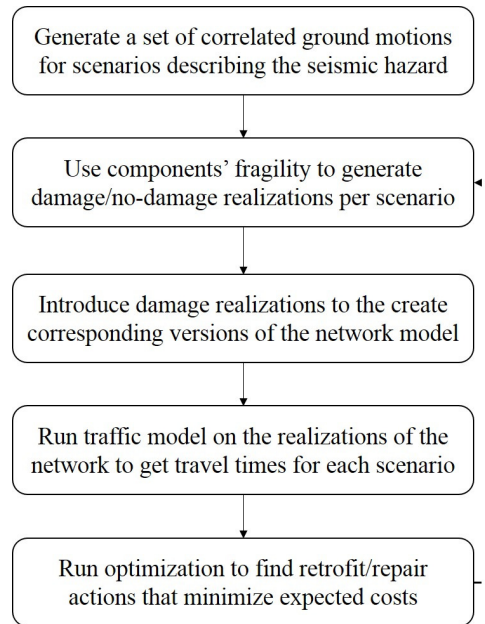 Generate a set of correlated ground motions
for scenarios describing the seismic hazard
Use components’ fragility to generate
damage/no-damage realizations per scenario
Introduce damage realizations to the create
corresponding versions of the network model
Run traffic model on the realizations of the
network to get travel times for each scenario
Run optimization to find retrofit/repair
actions that minimize expected costs